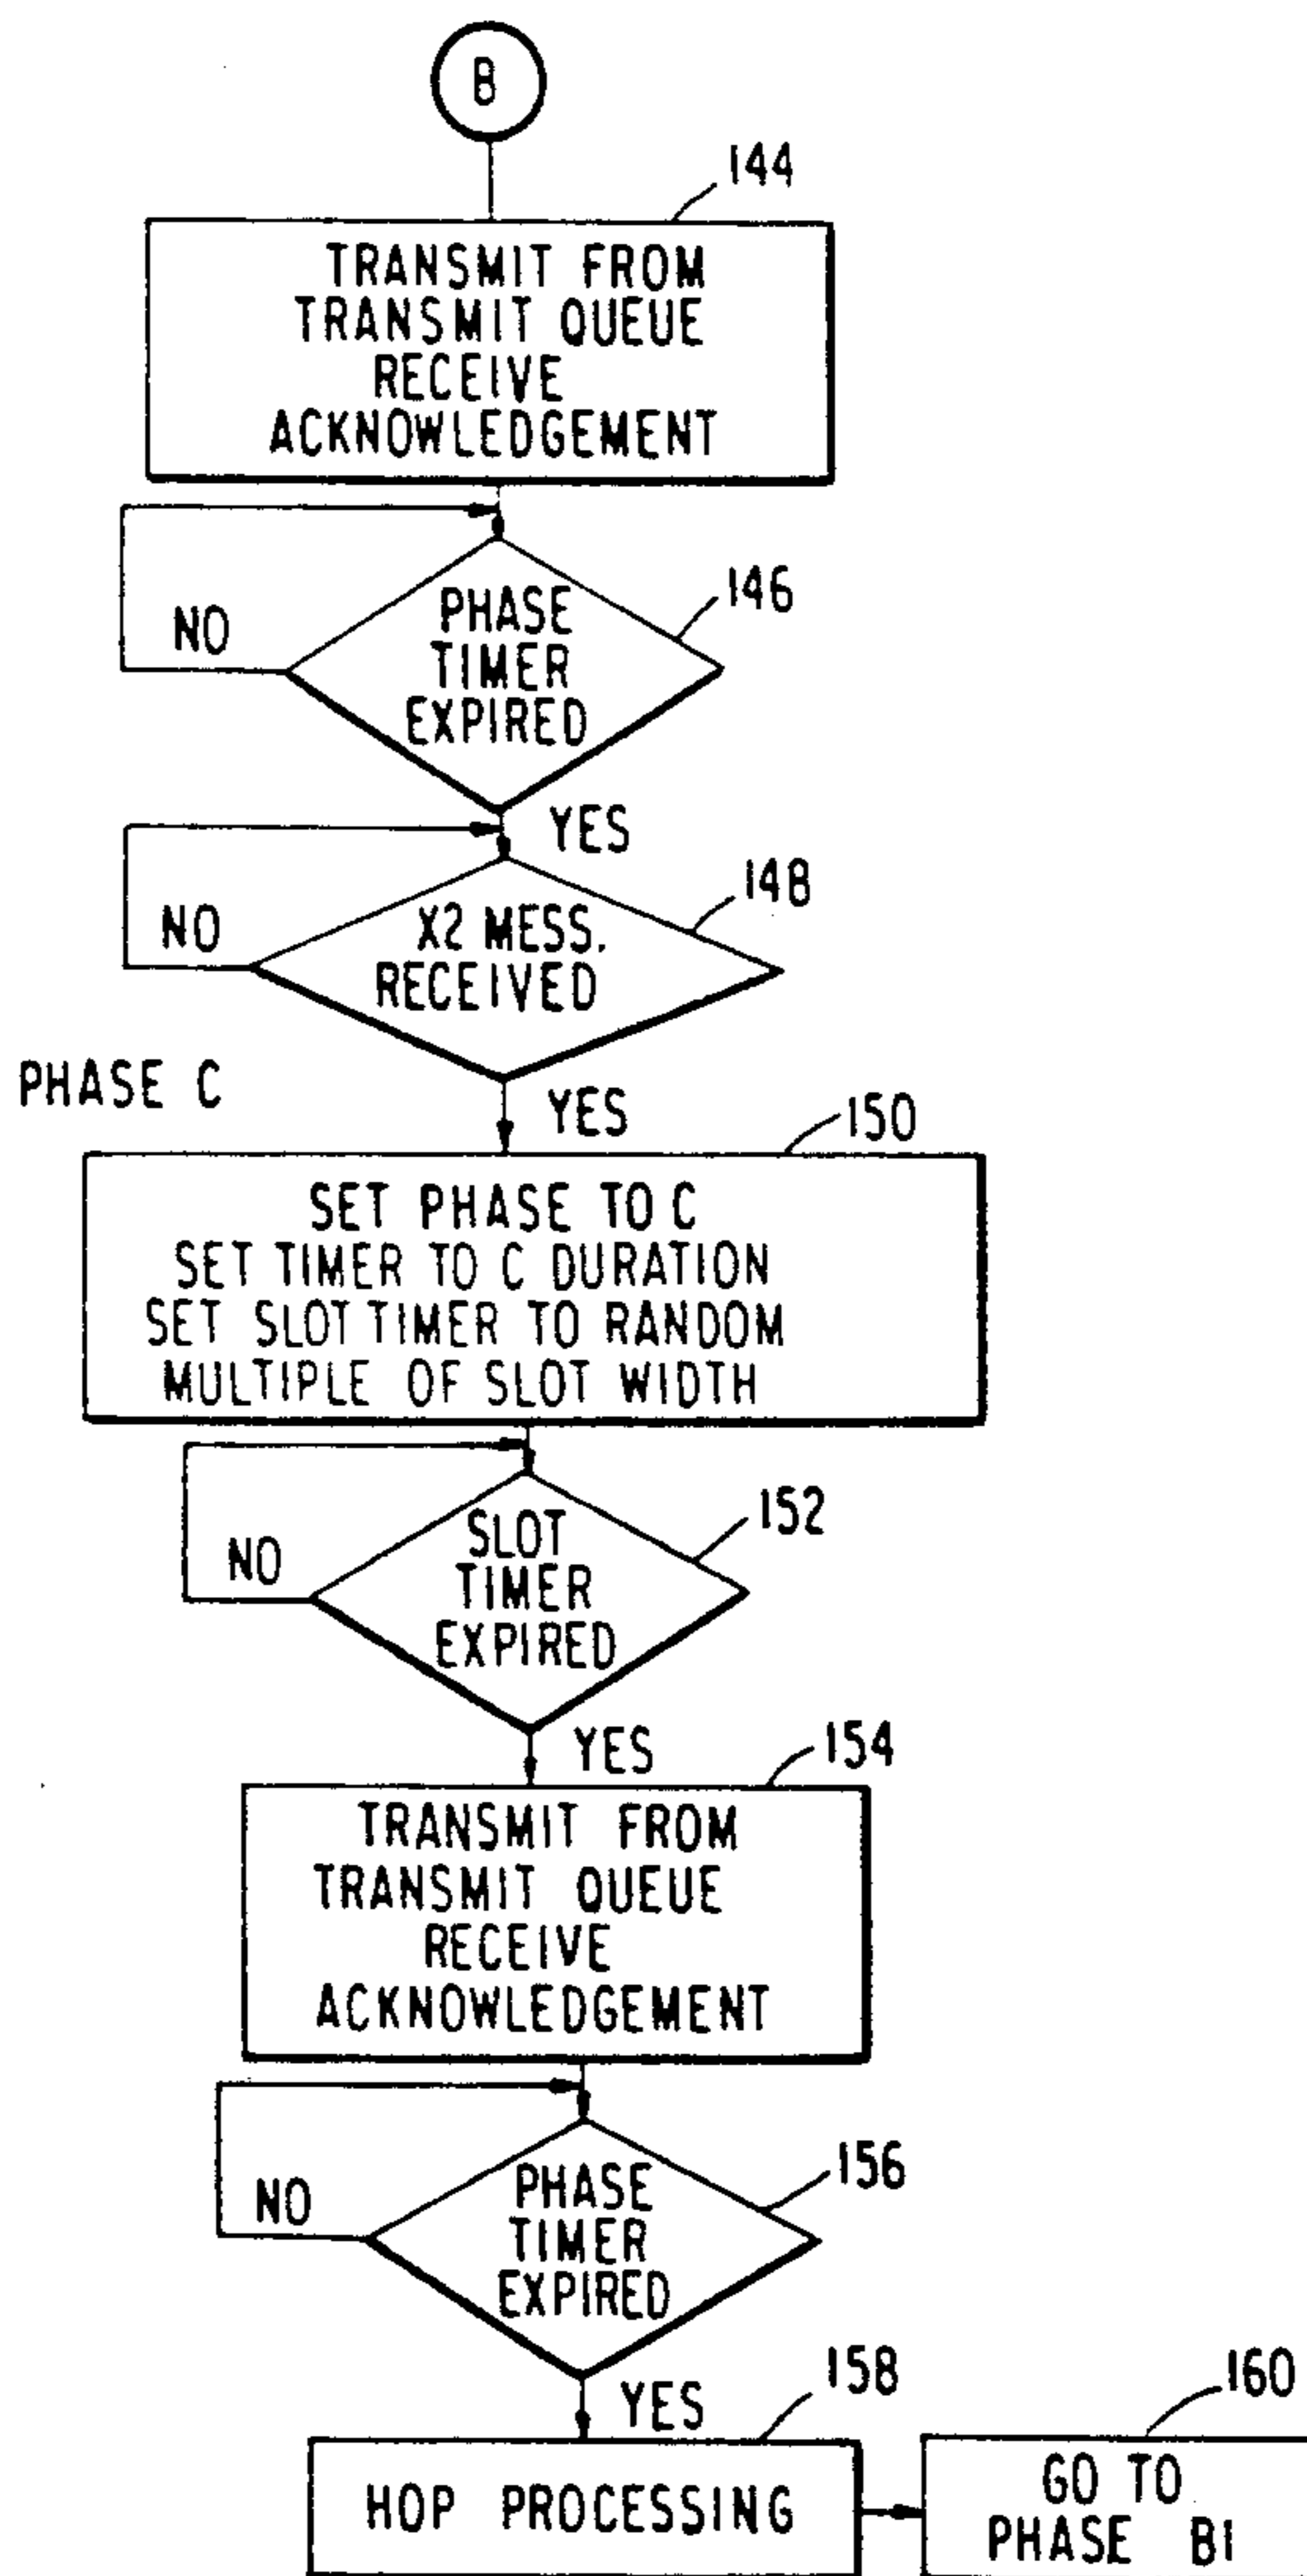 B
144
TRANSMIT FROM
TRANSMIT QUEUE
RECEIVE
ACKNOWLEDGEMENT
146
NO
PHASE
TIMER
EXPIRED
YES
148
NO
X2 MESS.
RECEIVED
PHASE C
YES
150
SET PHASE TO C
SET TIMER TO C DURATION
SET SLOT TIMER TO RANDOM
MULTIPLE OF SLOT WIDTH
152
NO
SLOT
TIMER
EXPIRED
YES
154
TRANSMIT FROM
TRANSMIT QUEUE
RECEIVE
ACKNOWLEDGEMENT
156
NO
PHASE
TIMER
EXPIRED
YES
158
160
HOP PROCESSING
GO TO
PHASE B1